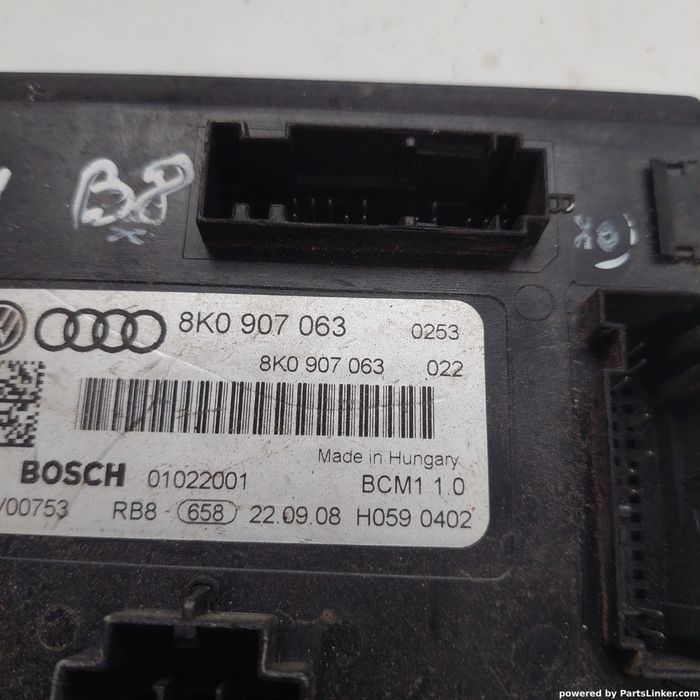 B8
OK
8K0 907 063 0253
8K0 907 063 022
Made in Hungary
BOSCH 01022001 BCM1 1.0
/00753 RB8 - 658 22.09.08 H059 0402
powered by PartsLinker.com